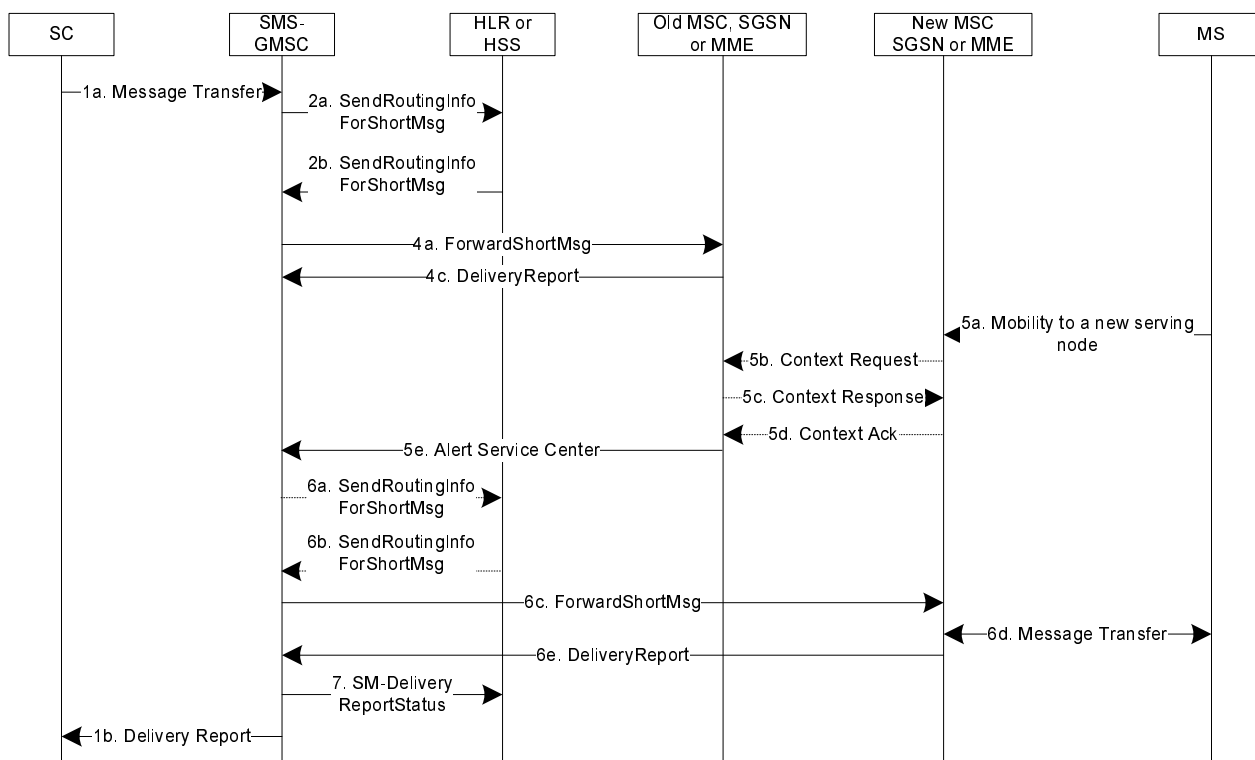 SC
SMS-
GMSC
HLR or
HSS
Old MSC, SGSN
or MME
New MSC
SGSN or MME
MS
1a. Message Transfer
2a. SendRoutingInfo
ForShortMsg
2b. SendRoutingInfo
ForShortMsg
4a. ForwardShortMsg
4c. DeliveryReport
5a. Mobility to a new serving
node
5b. Context Request
5c. Context Response
5d. Context Ack
5e. Alert Service Center
6a. SendRoutingInfo
ForShortMsg
6b. SendRoutingInfo
ForShortMsg
6c. ForwardShortMsg
6d. Message Transfer
6e. DeliveryReport
7. SM-Delivery
ReportStatus
1b. Delivery Report